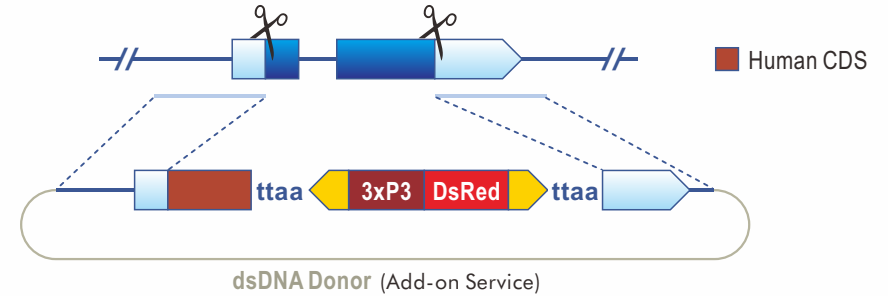 Human CDS
ttaa 3xP3 DsRed ttaa
dsDNA Donor (Add-on Service)